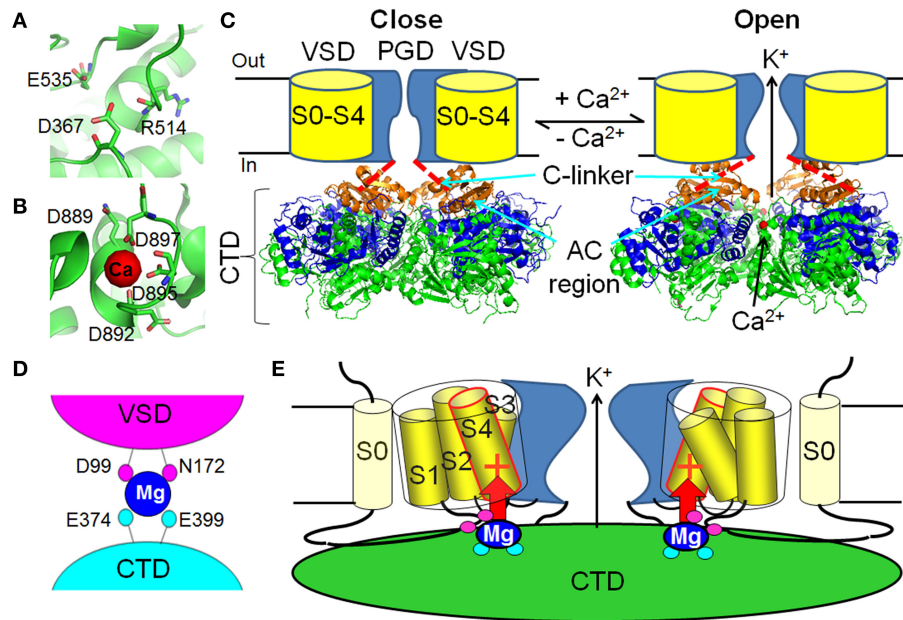 A
E535
D367
R514
B
D889
D897
Ca
D895
D892
C
Close
Open
VSD
PGD
VSD
K+
Out
S0-S4
S0-S4
+ Ca2+
- Ca2+
In
C-linker
CTD
AC
region
Ca2+
D
VSD
D99
N172
Mg
E374
E399
CTD
E
K+
S0
S1
S2
S4
S3
+
+
S0
Mg
Mg
CTD